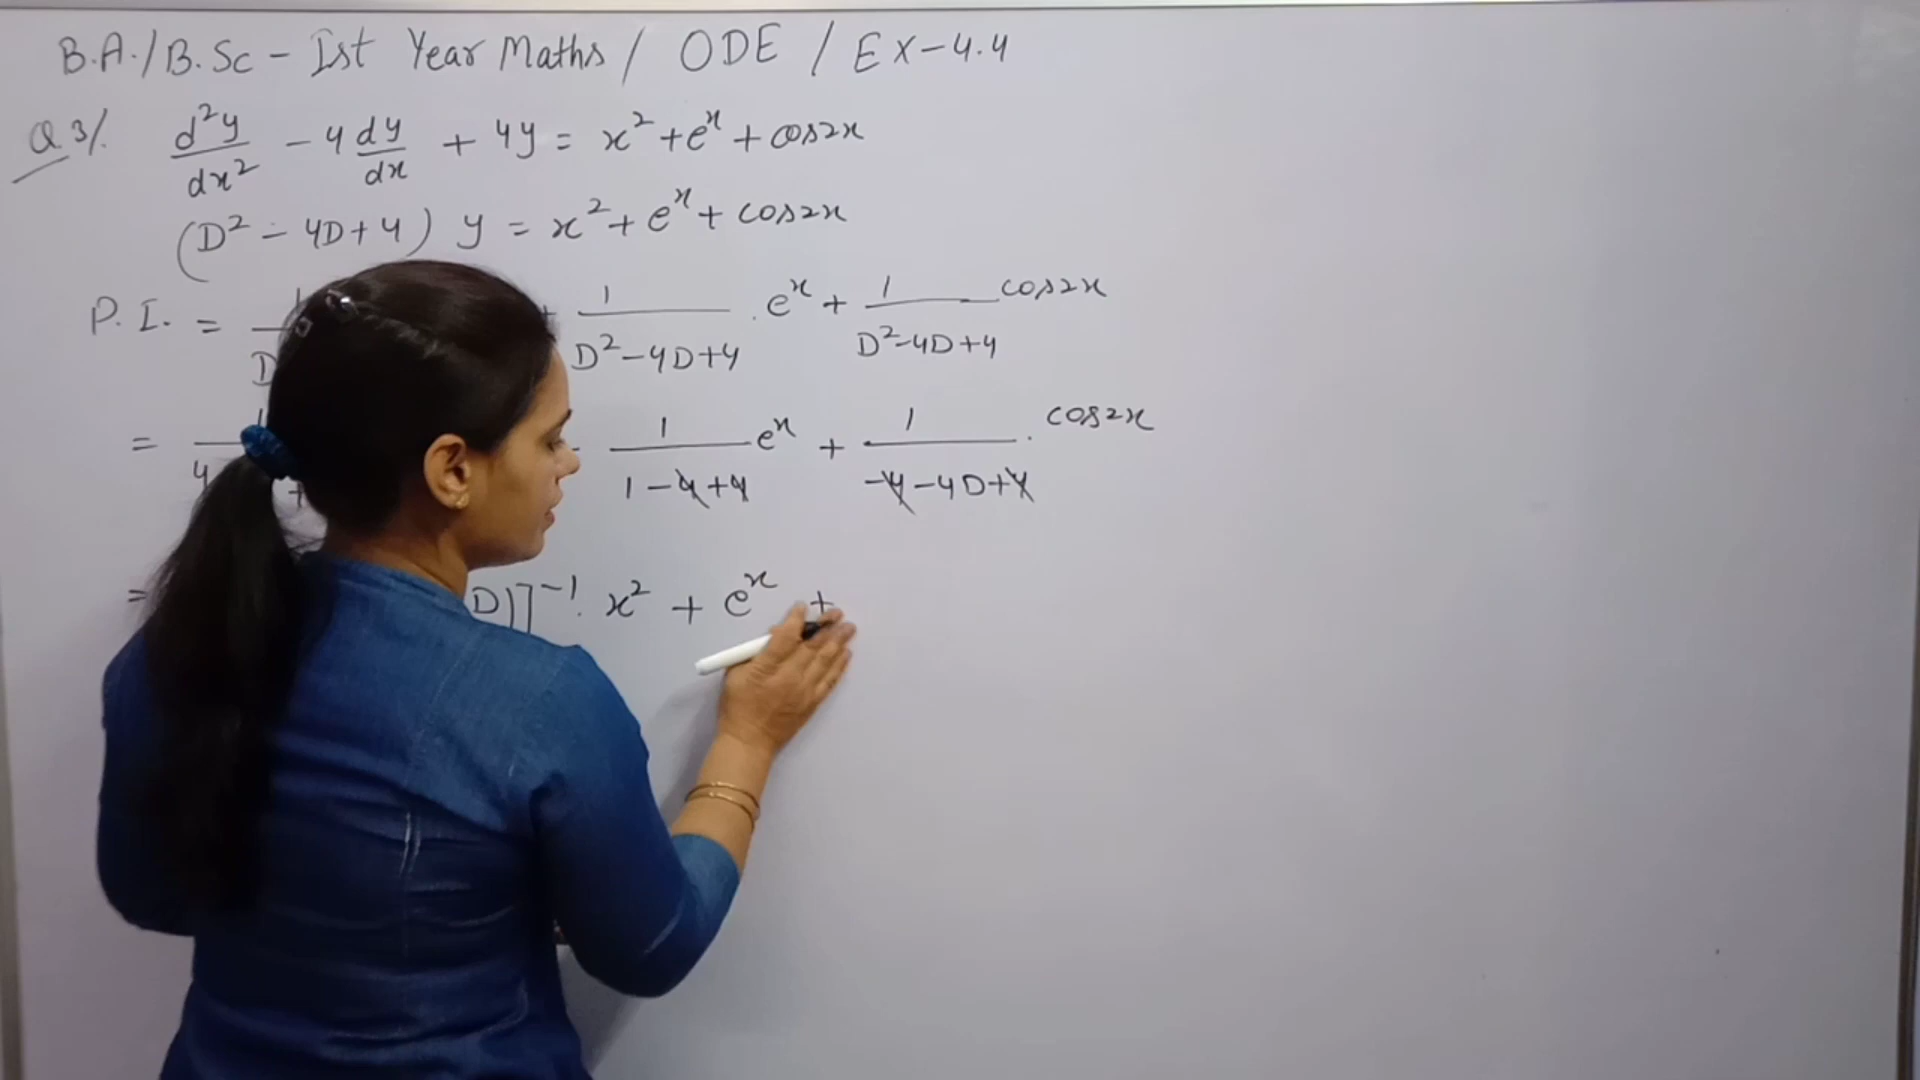 B.A./B.Sc - Ist Year Maths / ODE / EX-4.4
Q3/. d²y/dx² - 4 dy/dx + 4y = x² + eˣ + cos2x
(D² - 4D + 4) y = x² + eˣ + cos2x
P.I. = 1/(D²-4D+4) . eˣ + 1/(D²-4D+4) cos2x
= 1/(1-4+4) eˣ + 1/(-4-4D+4) . cos2x
= D)]⁻¹. x² + eˣ +